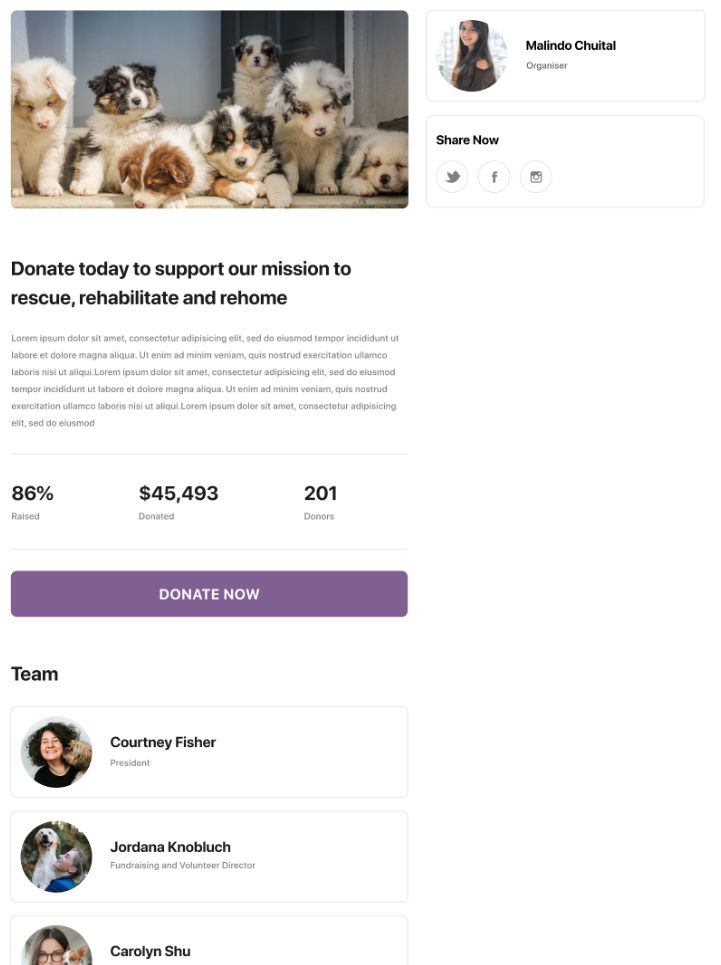 Malindo Chuital
Organiser
Share Now
Donate today to support our mission to
rescue, rehabilitate and rehome
Lorem ipsum dolor sit amet, consectetur adipisicing elit, sed do eiusmod tempor incididunt ut
labore et dolore magna aliqua. Ut enim ad minim veniam, quis nostrud exercitation ullamco
laboris nisi ut aliqui.Lorem ipsum dolor sit amet, consectetur adipisicing elit, sed do eiusmod
tempor incididunt ut labore et dolore magna aliqua. Ut enim ad minim veniam, quis nostrud
exercitation ullamco laboris nisi ut aliqui.Lorem ipsum dolor sit amet, consectetur adipisicing
elit, sed do eiusmod
86% $45,493 201
Raised Donated Donors
DONATE NOW
Team
Courtney Fisher
President
Jordana Knobluch
Fundraising and Volunteer Director
Carolyn Shu